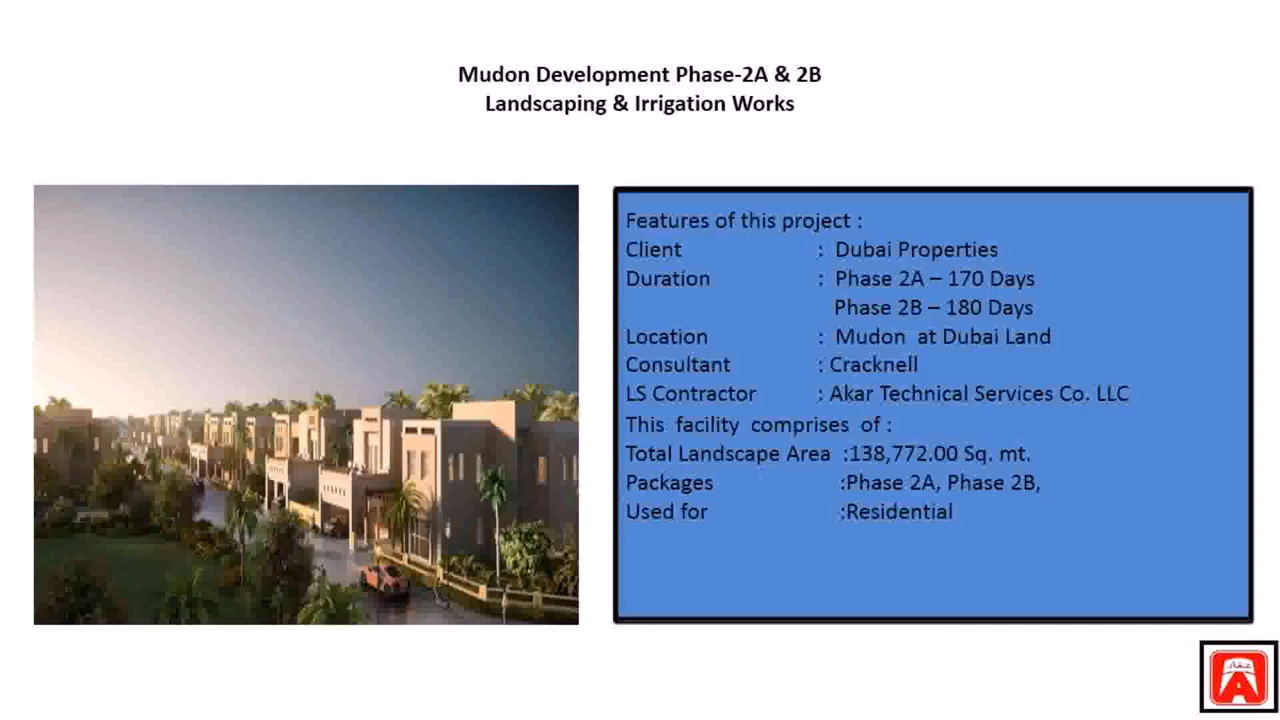 Mudon Development Phase-2A & 2B
Landscaping & Irrigation Works
Features of this project :
Client : Dubai Properties
Duration : Phase 2A – 170 Days
Phase 2B – 180 Days
Location : Mudon at Dubai Land
Consultant : Cracknell
LS Contractor : Akar Technical Services Co. LLC
This facility comprises of :
Total Landscape Area :138,772.00 Sq. mt.
Packages :Phase 2A, Phase 2B,
Used for :Residential
عقار
A